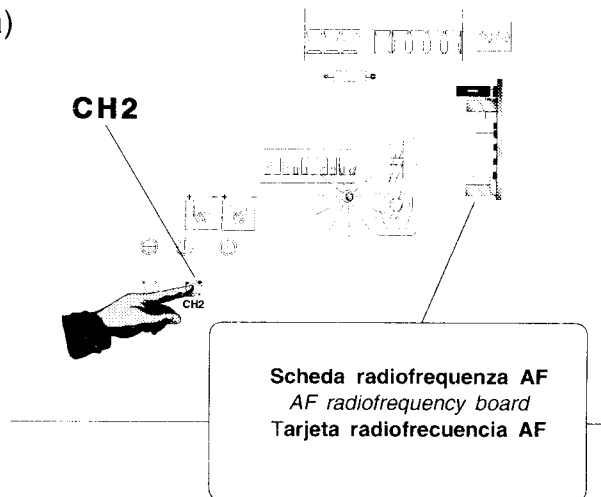 CH2
CH2
Scheda radiofrequenza AF
AF radiofrequency board
Tarjeta radiofrecuencia AF